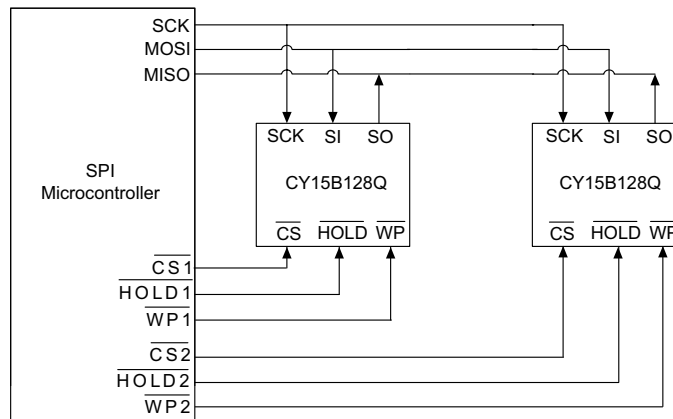 SCK
MOSI
MISO
SCK SI SO
SCK SI SO
CY15B128Q
CY15B128Q
SPI
Microcontroller
CS HOLD WP
CS HOLD WP
CS1
HOLD1
WP1
CS2
HOLD2
WP2